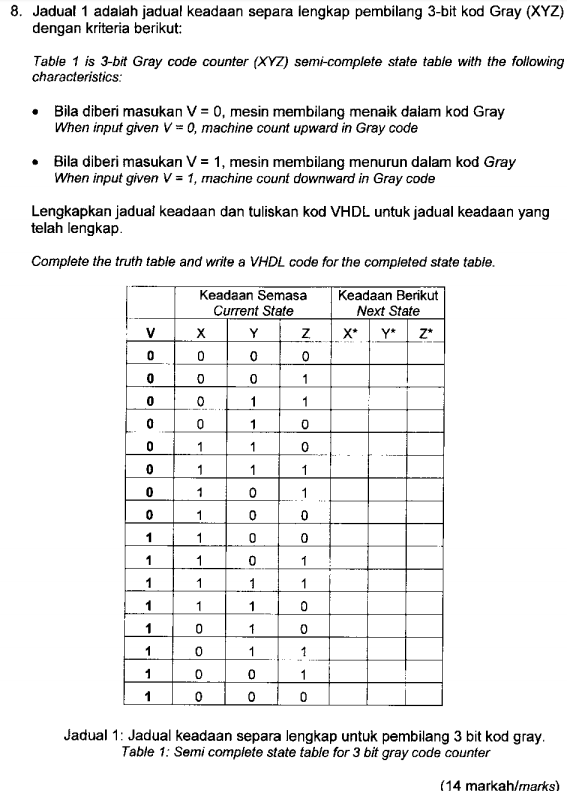 8. Jadual 1 adalah jadual keadaan separa lengkap pembilang 3-bit kod Gray (XYZ)
dengan kriteria berikut:
Table 1 is 3-bit Gray code counter (XYZ) semi-complete state table with the following
characteristics:
• Bila diberi masukan V = 0, mesin membilang menaik dalam kod Gray
When input given V = 0, machine count upward in Gray code
• Bila diberi masukan V = 1, mesin membilang menurun dalam kod Gray
When input given V = 1, machine count downward in Gray code
Lengkapkan jadual keadaan dan tuliskan kod VHDL untuk jadual keadaan yang
telah lengkap.
Complete the truth table and write a VHDL code for the completed state table.
Keadaan Semasa Keadaan Berikut
Current State Next State
V X Y Z X* Y* Z*
0 0 0 0
0 0 0 1
0 0 1 1
0 0 1 0
0 1 1 0
0 1 1 1
0 1 0 1
0 1 0 0
1 1 0 0
1 1 0 1
1 1 1 1
1 1 1 0
1 0 1 0
1 0 1 1
1 0 0 1
1 0 0 0
Jadual 1: Jadual keadaan separa lengkap untuk pembilang 3 bit kod gray.
Table 1: Semi complete state table for 3 bit gray code counter
(14 markah/marks)